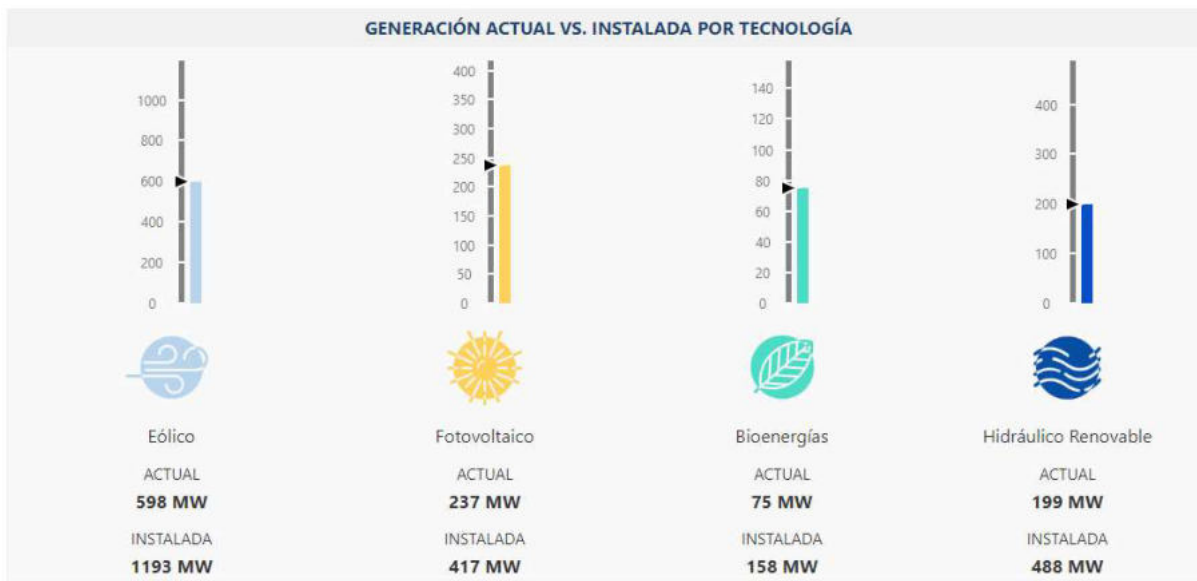 GENERACIÓN ACTUAL VS. INSTALADA POR TECNOLOGÍA
1000
800
600
400
200
0
400
350
300
250
200
150
100
50
0
140
120
100
80
60
40
20
0
400
300
200
100
0
Eólico
Fotovoltaico
Bioenergías
Hidráulico Renovable
ACTUAL
ACTUAL
ACTUAL
ACTUAL
598 MW
237 MW
75 MW
199 MW
INSTALADA
INSTALADA
INSTALADA
INSTALADA
1193 MW
417 MW
158 MW
488 MW